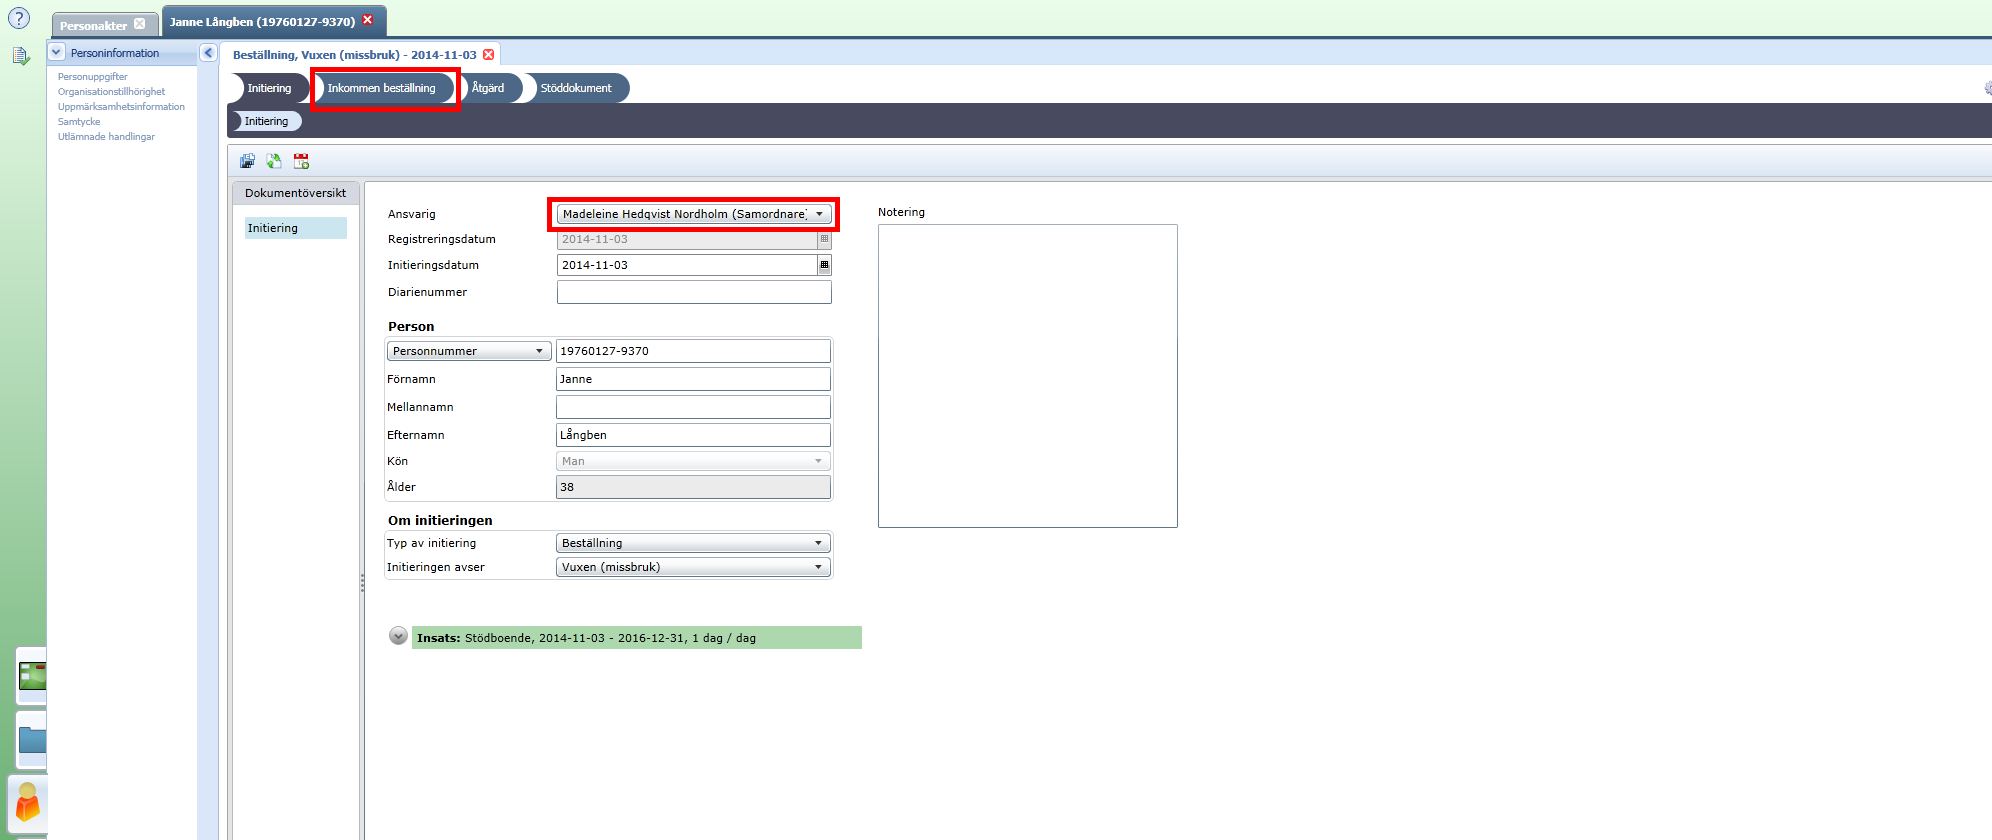 ?
Personakter
Janne Långben (19760127-9370)
Personinformation
Personuppgifter
Organisationstillhörighet
Uppmärksamhetsinformation
Samtycke
Utlämnade handlingar
Beställning, Vuxen (missbruk) - 2014-11-03
Initiering
Inkommen beställning
Åtgärd
Stöddokument
Initiering
Dokumentöversikt
Initiering
Ansvarig
Madeleine Hedqvist Nordholm (Samordnare)
Registreringsdatum
2014-11-03
Initieringsdatum
2014-11-03
Diarienummer
Person
Personnummer
19760127-9370
Förnamn
Janne
Mellannamn
Efternamn
Långben
Kön
Man
Ålder
38
Om initieringen
Typ av initiering
Beställning
Initieringen avser
Vuxen (missbruk)
Insats: Stödboende, 2014-11-03 - 2016-12-31, 1 dag / dag
Notering